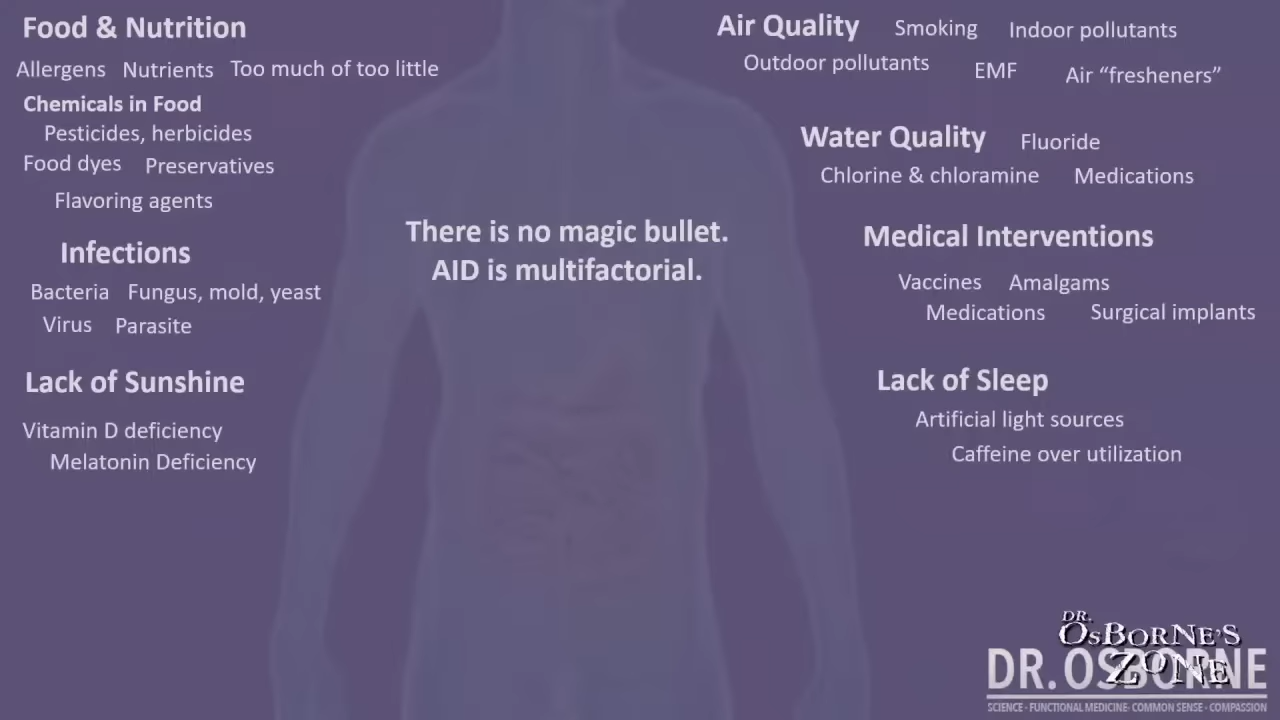 Food & Nutrition
Allergens Nutrients Too much of too little
Chemicals in Food
Pesticides, herbicides
Food dyes Preservatives
Flavoring agents
Infections
Bacteria Fungus, mold, yeast
Virus Parasite
Lack of Sunshine
Vitamin D deficiency
Melatonin Deficiency
There is no magic bullet.
AID is multifactorial.
Air Quality Smoking Indoor pollutants
Outdoor pollutants EMF Air “fresheners”
Water Quality Fluoride
Chlorine & chloramine Medications
Medical Interventions
Vaccines Amalgams
Medications Surgical implants
Lack of Sleep
Artificial light sources
Caffeine over utilization
DR.
OSBORNE'S
ZONE
DR. OSBORNE
SCIENCE - FUNCTIONAL MEDICINE - COMMON SENSE - COMPASSION